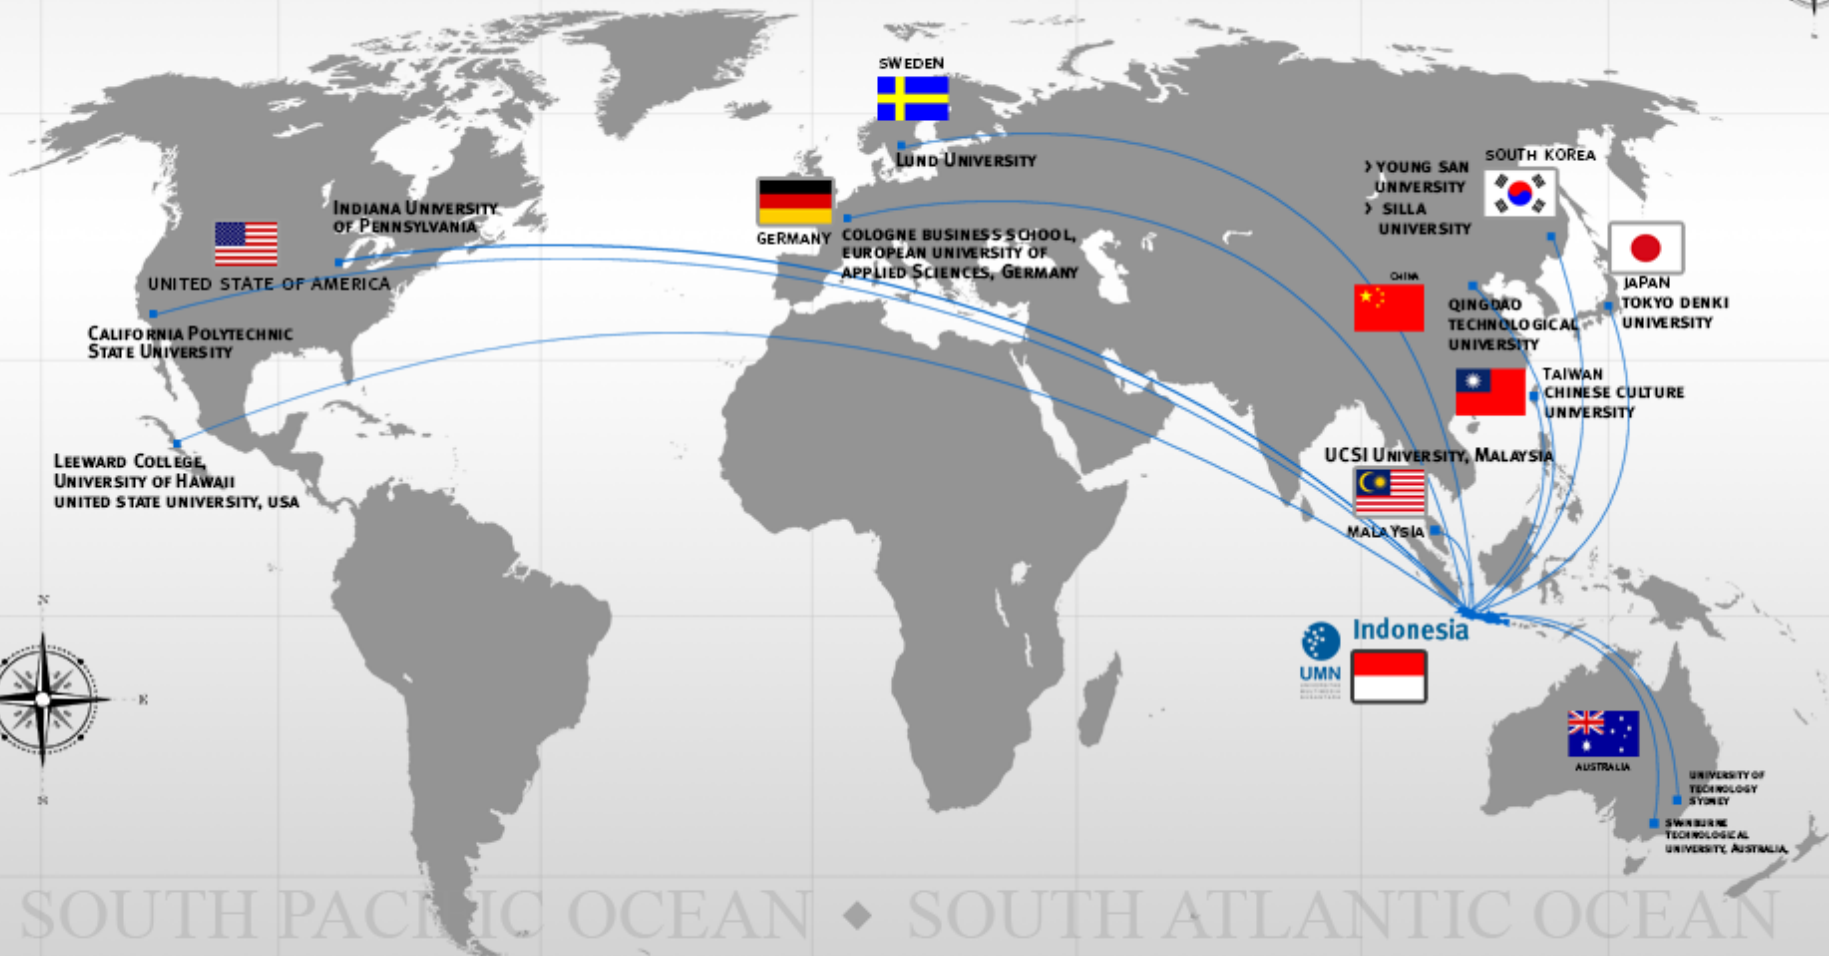 SWEDEN
LUND UNIVERSITY
SOUTH KOREA
> YOUNG SAN
UNIVERSITY
> SILLA
UNIVERSITY
INDIANA UNIVERSITY
OF PENNSYLVANIA
UNITED STATE OF AMERICA
GERMANY
COLOGNE BUSINESS SCHOOL,
EUROPEAN UNIVERSITY OF
APPLIED SCIENCES, GERMANY
CHINA
QINGDAO
TECHNOLOGICAL
UNIVERSITY
JAPAN
TOKYO DENKI
UNIVERSITY
CALIFORNIA POLYTECHNIC
STATE UNIVERSITY
TAIWAN
CHINESE CULTURE
UNIVERSITY
LEEWARD COLLEGE,
UNIVERSITY OF HAWAII
UNITED STATE UNIVERSITY, USA
UCSI UNIVERSITY, MALAYSIA
MALAYSIA
N
E
S
Indonesia
UMN
UNIVERSITAS
MULTIMEDIA
NUSANTARA
AUSTRALIA
UNIVERSITY OF
TECHNOLOGY
SYDNEY
SWINBURNE
TECHNOLOGICAL
UNIVERSITY, AUSTRALIA,
SOUTH PACIFIC OCEAN ◆ SOUTH ATLANTIC OCEAN